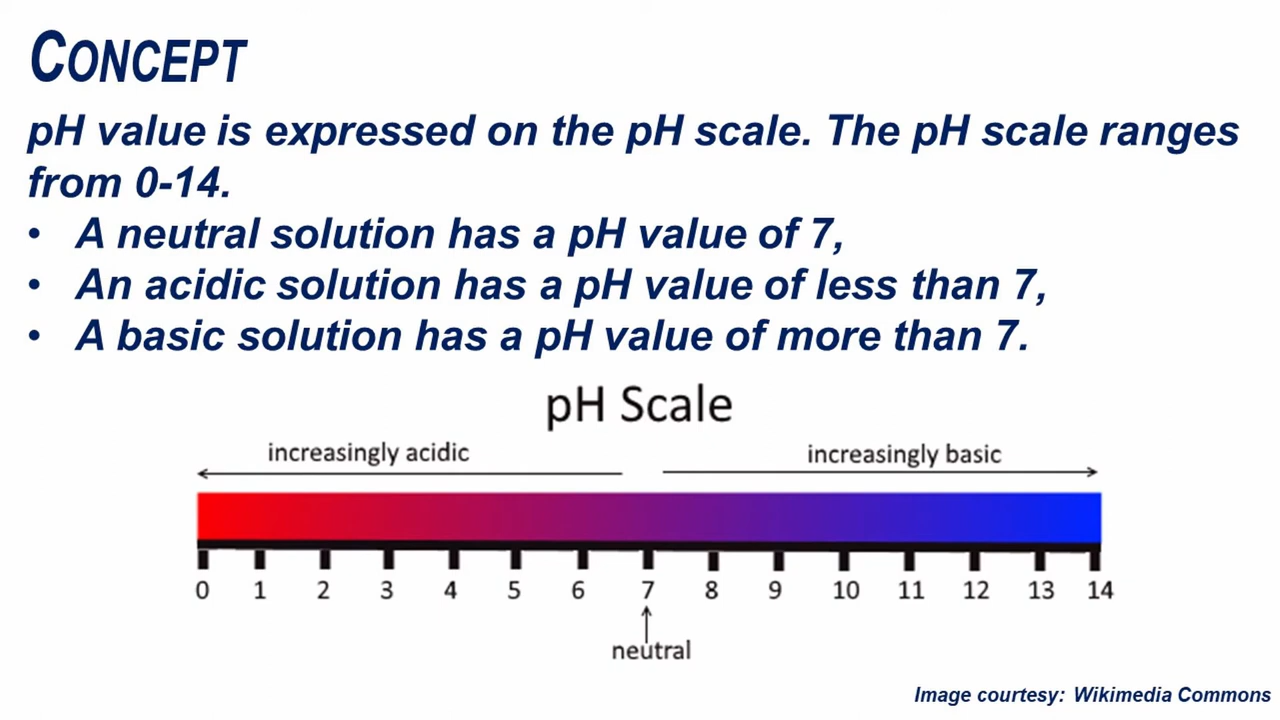 CONCEPT
pH value is expressed on the pH scale. The pH scale ranges
from 0-14.
• A neutral solution has a pH value of 7,
• An acidic solution has a pH value of less than 7,
• A basic solution has a pH value of more than 7.
pH Scale
increasingly acidic increasingly basic
0 1 2 3 4 5 6 7 8 9 10 11 12 13 14
neutral
Image courtesy: Wikimedia Commons